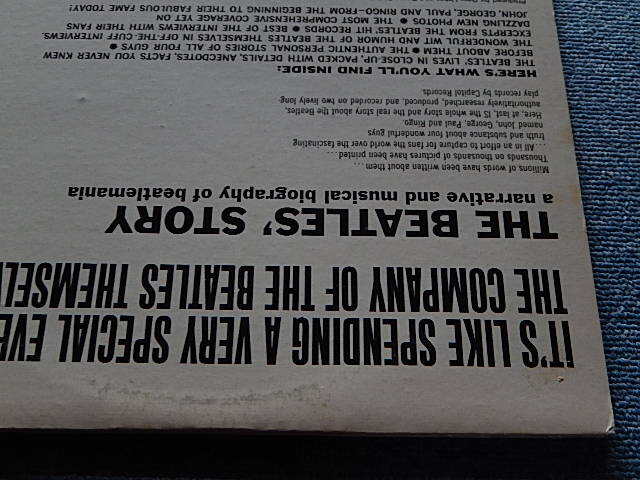 IT'S LIKE SPENDING A VERY SPECIAL EVE
THE COMPANY OF THE BEATLES THEMSEL
THE BEATLES' STORY
a narrative and musical biography of beatlemania
Millions of words have been written about them ...
Thousands on thousands of pictures have been printed ...
... All in an effort to capture for fans the world over the fascinating
truth and substance about four wonderful guys
named John, George, Paul and Ringo.
Here, at last, IS the whole story and the real story about the Beatles,
authoritatively researched, produced, and recorded on two lively long-
play records by Capitol Records.
HERE'S WHAT YOU'LL FIND INSIDE:
THE BEATLES' LIVES IN CLOSE-UP, PACKED WITH DETAILS, ANECDOTES, FACTS YOU NEVER KNEW
BEFORE ABOUT THEM ● THE AUTHENTIC PERSONAL STORIES OF ALL FOUR GUYS ●
THE WONDERFUL WIT AND HUMOR OF THE BEATLES THEMSELVES IN OFF-THE-CUFF INTERVIEWS.
EXCERPTS FROM THE BEATLES HIT RECORDS ● BEST OF THE INTERVIEWS WITH THEIR FANS
DAZZLING NEW PHOTOS ● THE MOST COMPREHENSIVE COVERAGE YET ON
JOHN, GEORGE, PAUL AND RINGO—FROM THE BEGINNING TO THEIR FABULOUS FAME TODAY!